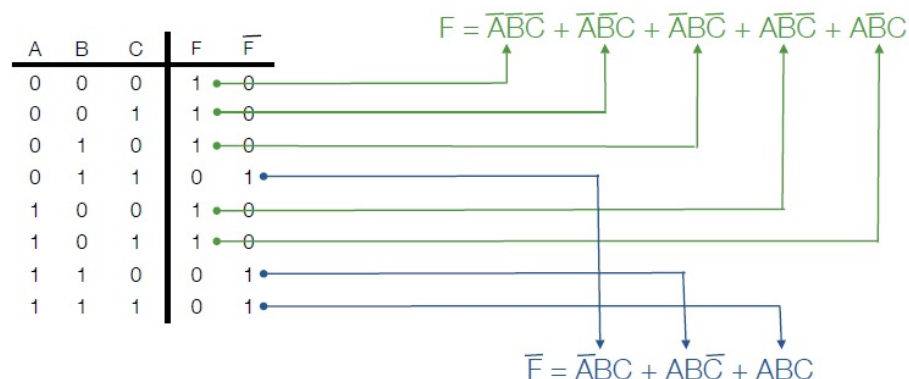 F = A̅B̅C̅ + A̅B̅C + A̅BC̅ + AB̅C̅ + AB̅C
A B C F F̅
0 0 0 1 0
0 0 1 1 0
0 1 0 1 0
0 1 1 0 1
1 0 0 1 0
1 0 1 1 0
1 1 0 0 1
1 1 1 0 1
F̅ = A̅BC + ABC̅ + ABC